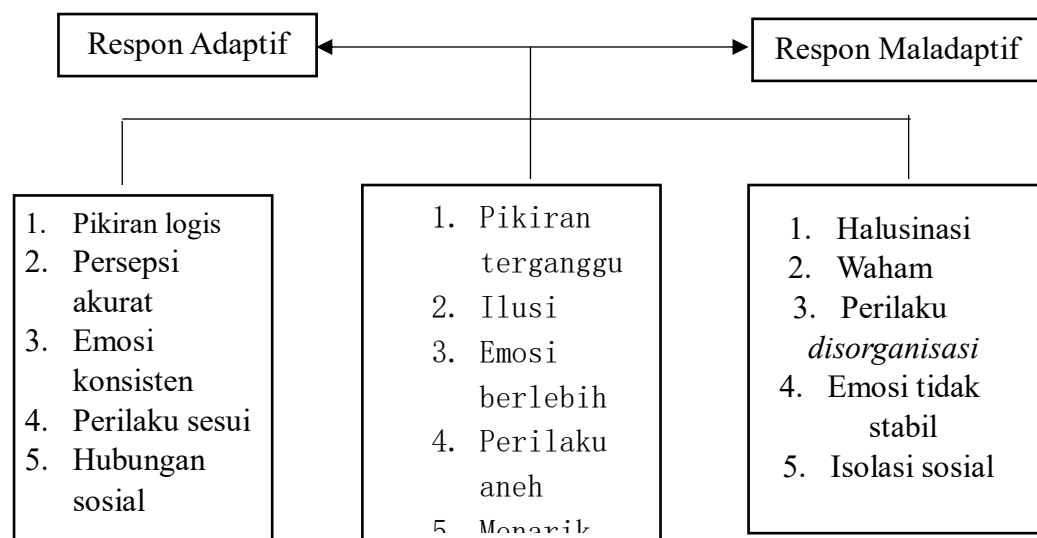 Respon Adaptif
Respon Maladaptif
1. Pikiran logis
2. Persepsi
akurat
3. Emosi
konsisten
4. Perilaku sesui
5. Hubungan
sosial
1. Pikiran
terganggu
2. Ilusi
3. Emosi
berlebih
4. Perilaku
aneh
5. Menarik
1. Halusinasi
2. Waham
3. Perilaku
disorganisasi
4. Emosi tidak
stabil
5. Isolasi sosial